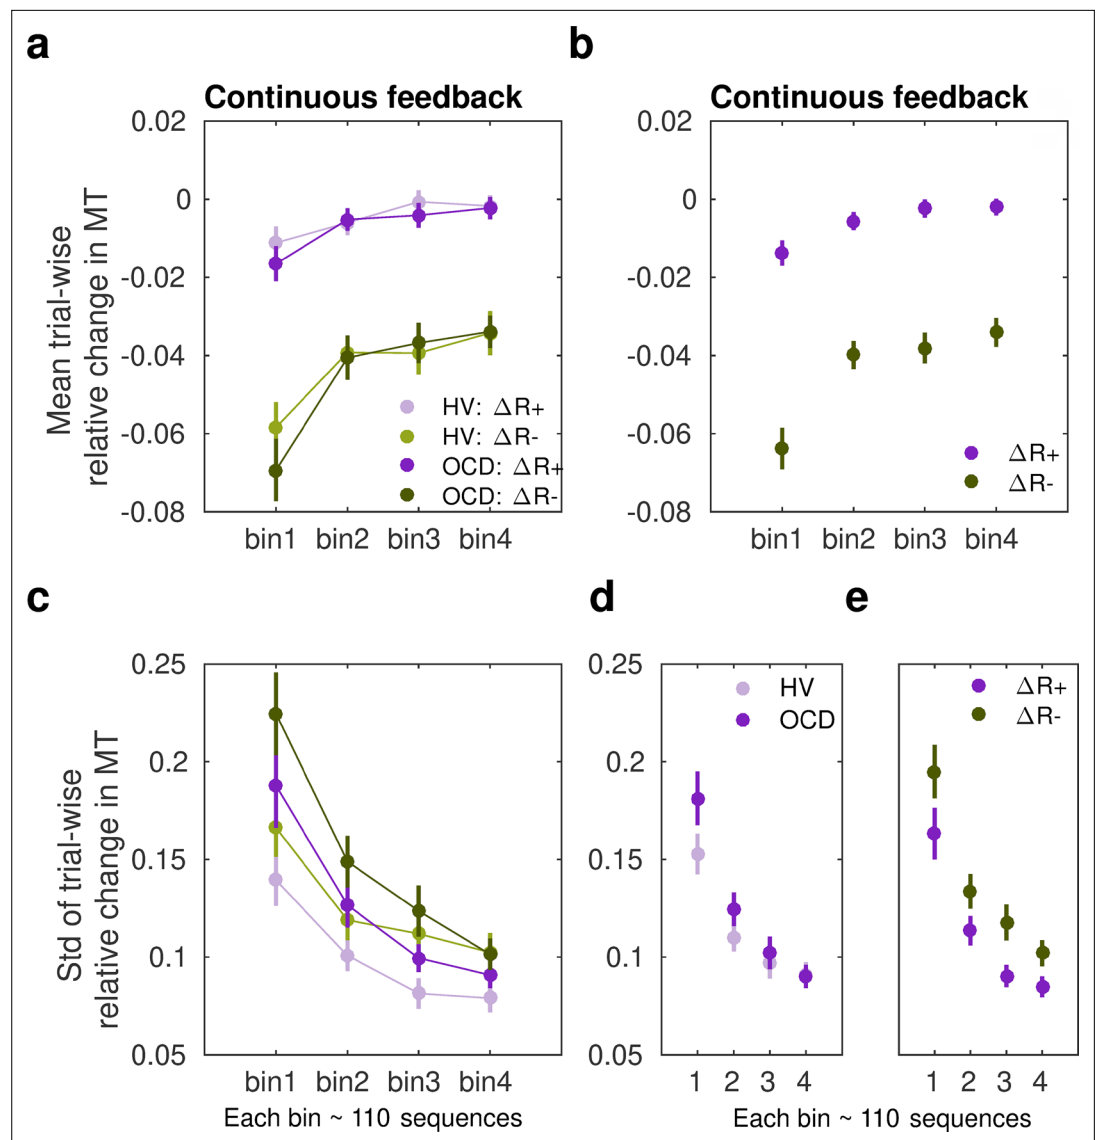 a
b
Continuous feedback
Continuous feedback
Mean trial-wise
relative change in MT
0.02
0
-0.02
-0.04
-0.06
-0.08
HV: ΔR+
HV: ΔR-
OCD: ΔR+
OCD: ΔR-
bin1 bin2 bin3 bin4
0.02
0
-0.02
-0.04
-0.06
-0.08
ΔR+
ΔR-
bin1 bin2 bin3 bin4
c
d
e
Std of trial-wise
relative change in MT
0.25
0.2
0.15
0.1
0.05
bin1 bin2 bin3 bin4
Each bin ~ 110 sequences
0.25
0.2
0.15
0.1
0.05
HV
OCD
1 2 3 4
ΔR+
ΔR-
1 2 3 4
Each bin ~ 110 sequences